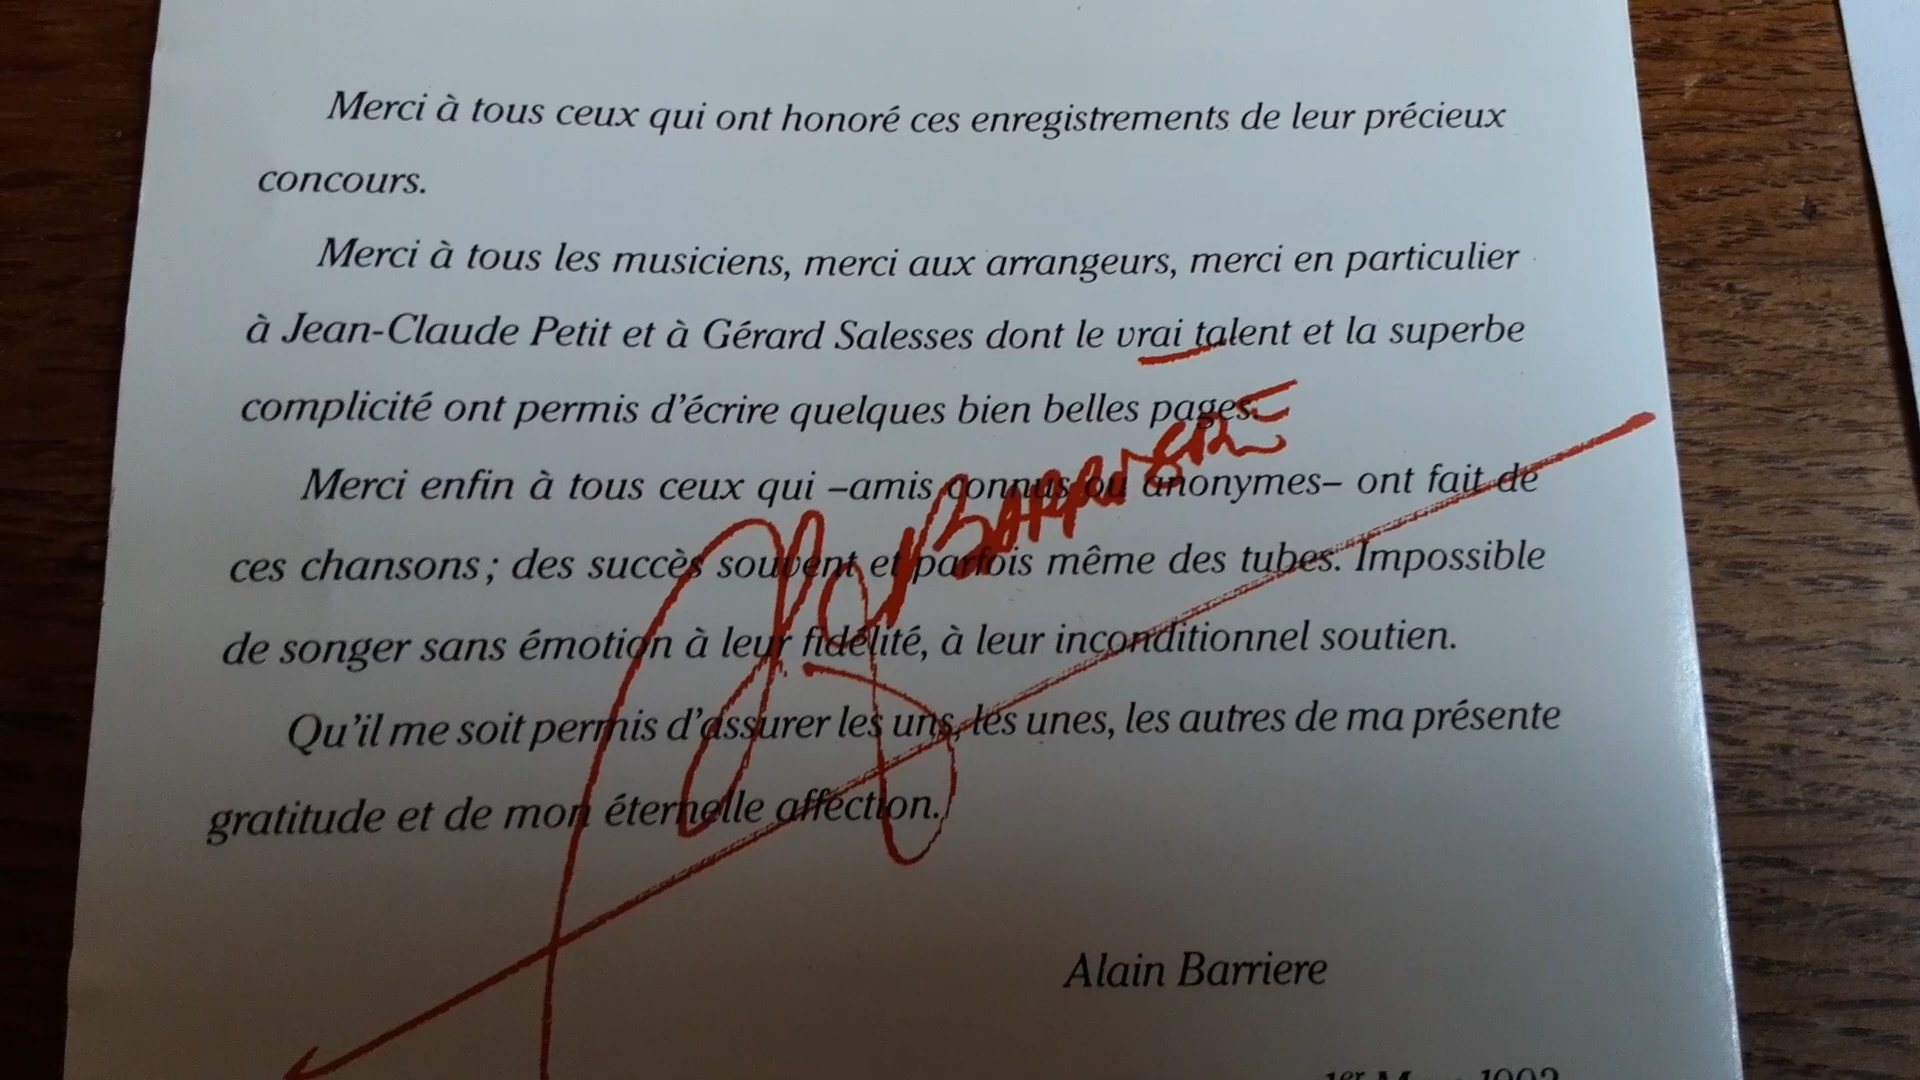 Merci à tous ceux qui ont honoré ces enregistrements de leur précieux
concours.
Merci à tous les musiciens, merci aux arrangeurs, merci en particulier
à Jean-Claude Petit et à Gérard Salesses dont le vrai talent et la superbe
complicité ont permis d'écrire quelques bien belles pages.
Merci enfin à tous ceux qui –amis connus ou anonymes– ont fait de
ces chansons ; des succès souvent et parfois même des tubes. Impossible
de songer sans émotion à leur fidélité, à leur inconditionnel soutien.
Qu'il me soit permis d'assurer les uns, les unes, les autres de ma présente
gratitude et de mon éternelle affection.
BARRIERE
Alain Barriere
1er